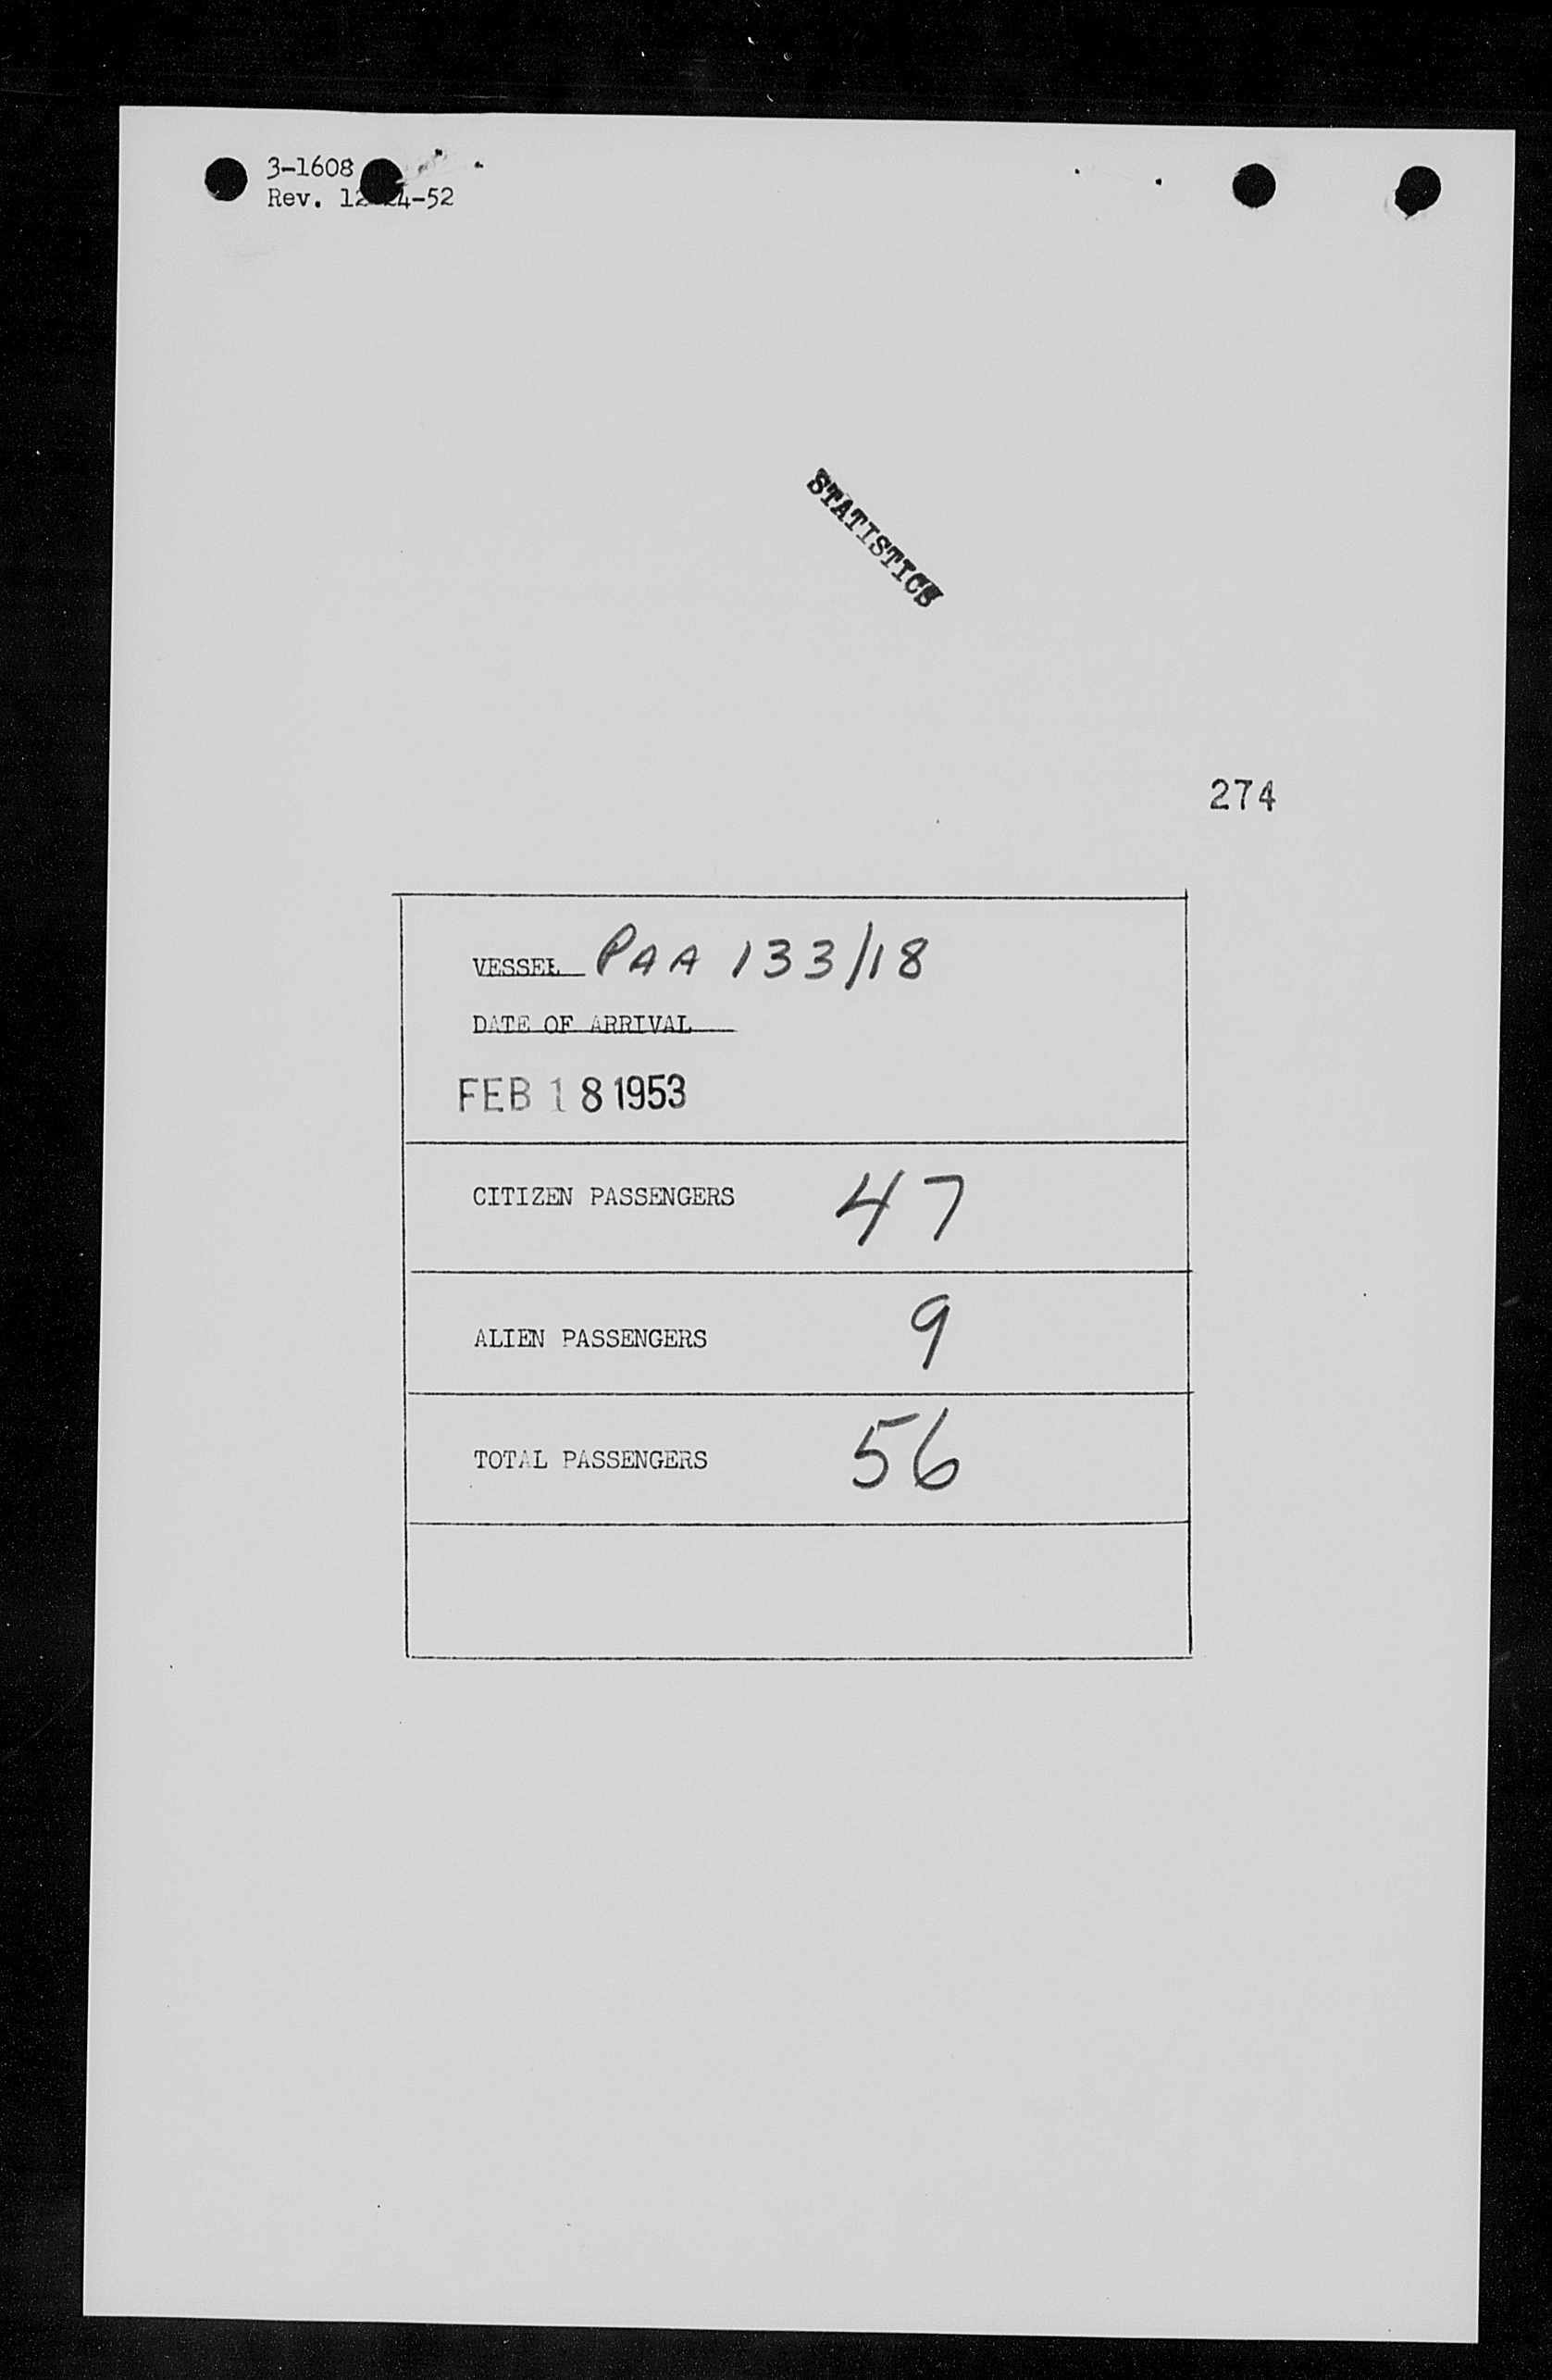 3-1608
Rev. 12-24-52
STATISTICS
274
VESSEL PAA 133/18
DATE OF ARRIVAL
FEB 18 1953
CITIZEN PASSENGERS 47
ALIEN PASSENGERS 9
TOTAL PASSENGERS 56